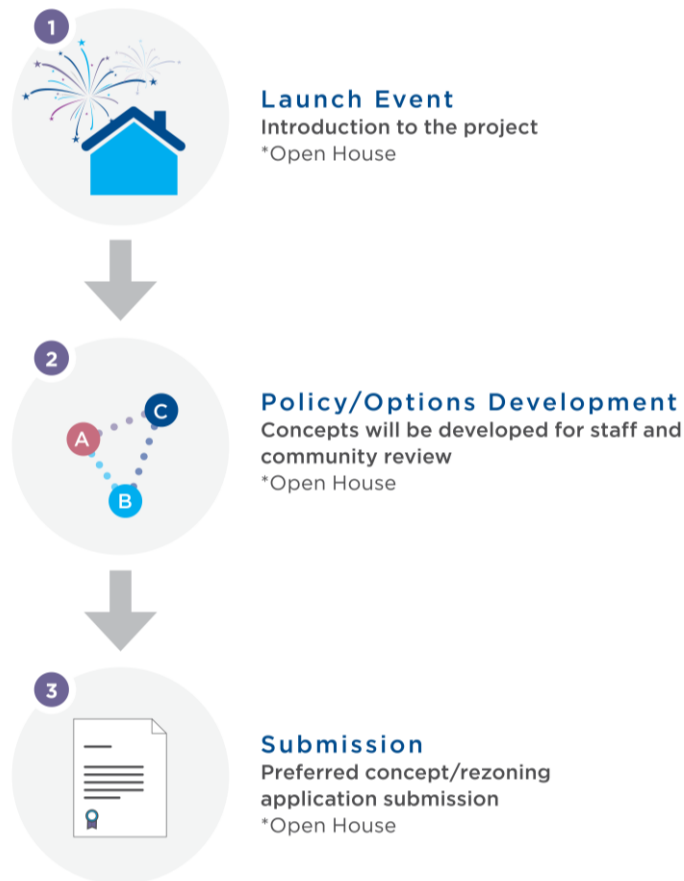 1
Launch Event
Introduction to the project
*Open House
2
A
C
B
Policy/Options Development
Concepts will be developed for staff and
community review
*Open House
3
Submission
Preferred concept/rezoning
application submission
*Open House